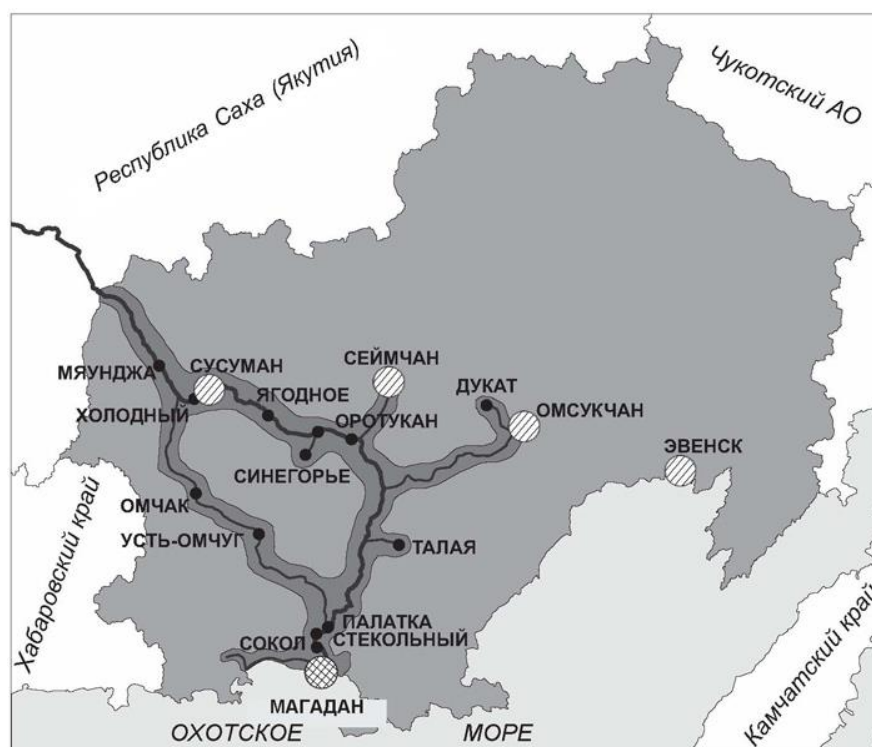 Республика Саха (Якутия)
Чукотский АО
МЯУНДЖА
СУСУМАН
СЕЙМЧАН
ХОЛОДНЫЙ
ЯГОДНОЕ
ДУКАТ
ОМСУКЧАН
ОРОТУКАН
СИНЕГОРЬЕ
ЭВЕНСК
ОМЧАК
УСТЬ-ОМЧУГ
ТАЛАЯ
Хабаровский край
ПАЛАТКА
СТЕКОЛЬНЫЙ
СОКОЛ
МАГАДАН
Камчатский край
ОХОТСКОЕ МОРЕ